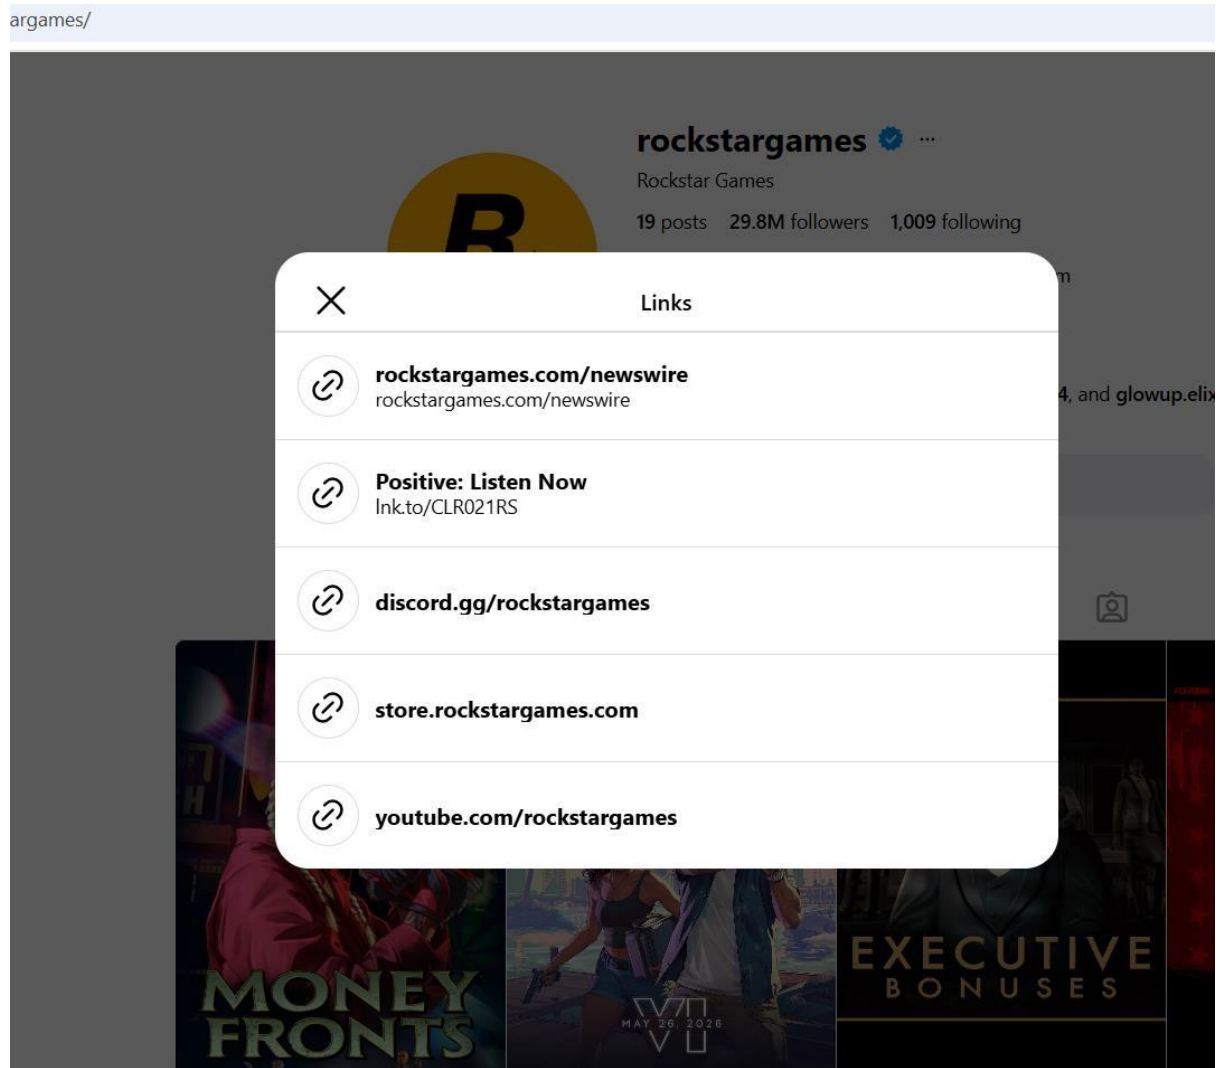 argames/
rockstargames ...
Rockstar Games
19 posts 29.8M followers 1,009 following
R
m
Links
rockstargames.com/newswire
rockstargames.com/newswire
4, and glowup.elix
Positive: Listen Now
lnk.to/CLR021RS
discord.gg/rockstargames
store.rockstargames.com
youtube.com/rockstargames
MONEY
FRONTS
VI
MAY 26, 2026
EXECUTIVE
BONUSES